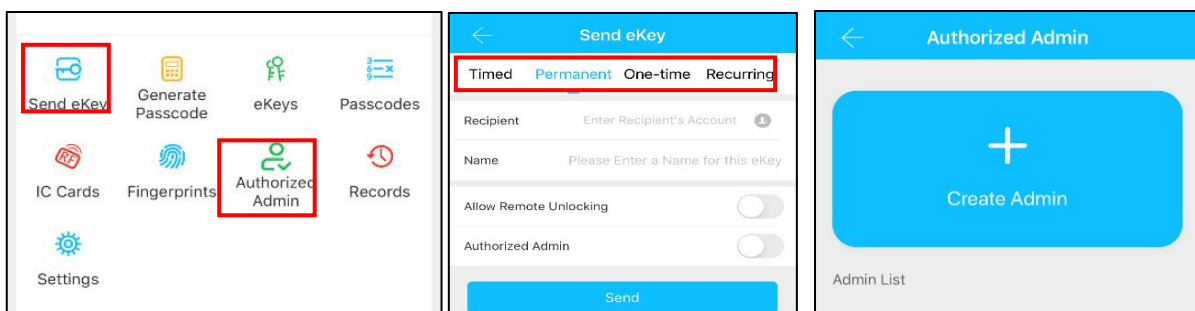 Send eKey
Generate
Passcode
eKeys
Passcodes
IC Cards
Fingerprints
Authorized
Admin
Records
Settings
Send eKey
Timed Permanent One-time Recurring
Recipient Enter Recipient's Account
Name Please Enter a Name for this eKey
Allow Remote Unlocking
Authorized Admin
Send
Authorized Admin
Create Admin
Admin List